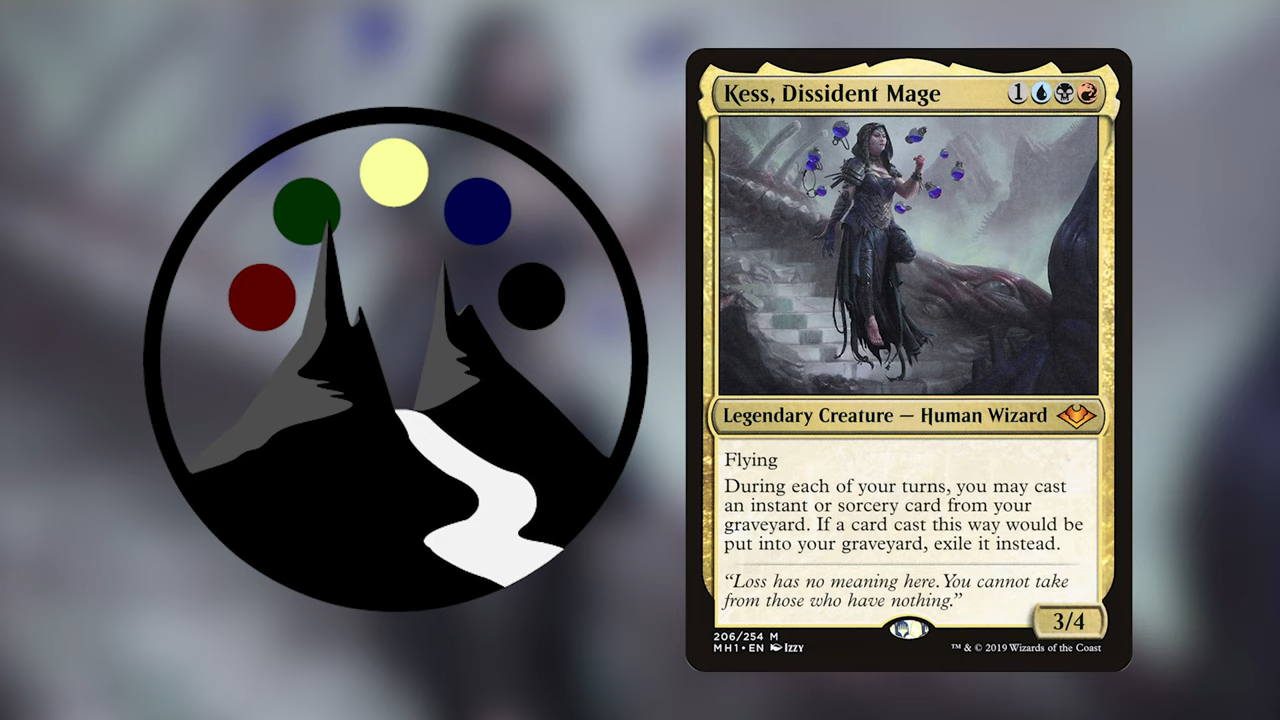 Kess, Dissident Mage 1
Legendary Creature — Human Wizard
Flying
During each of your turns, you may cast
an instant or sorcery card from your
graveyard. If a card cast this way would be
put into your graveyard, exile it instead.
“Loss has no meaning here. You cannot take
from those who have nothing.”
3/4
206/254 M
MH1 • EN Izzy
™ & © 2019 Wizards of the Coast